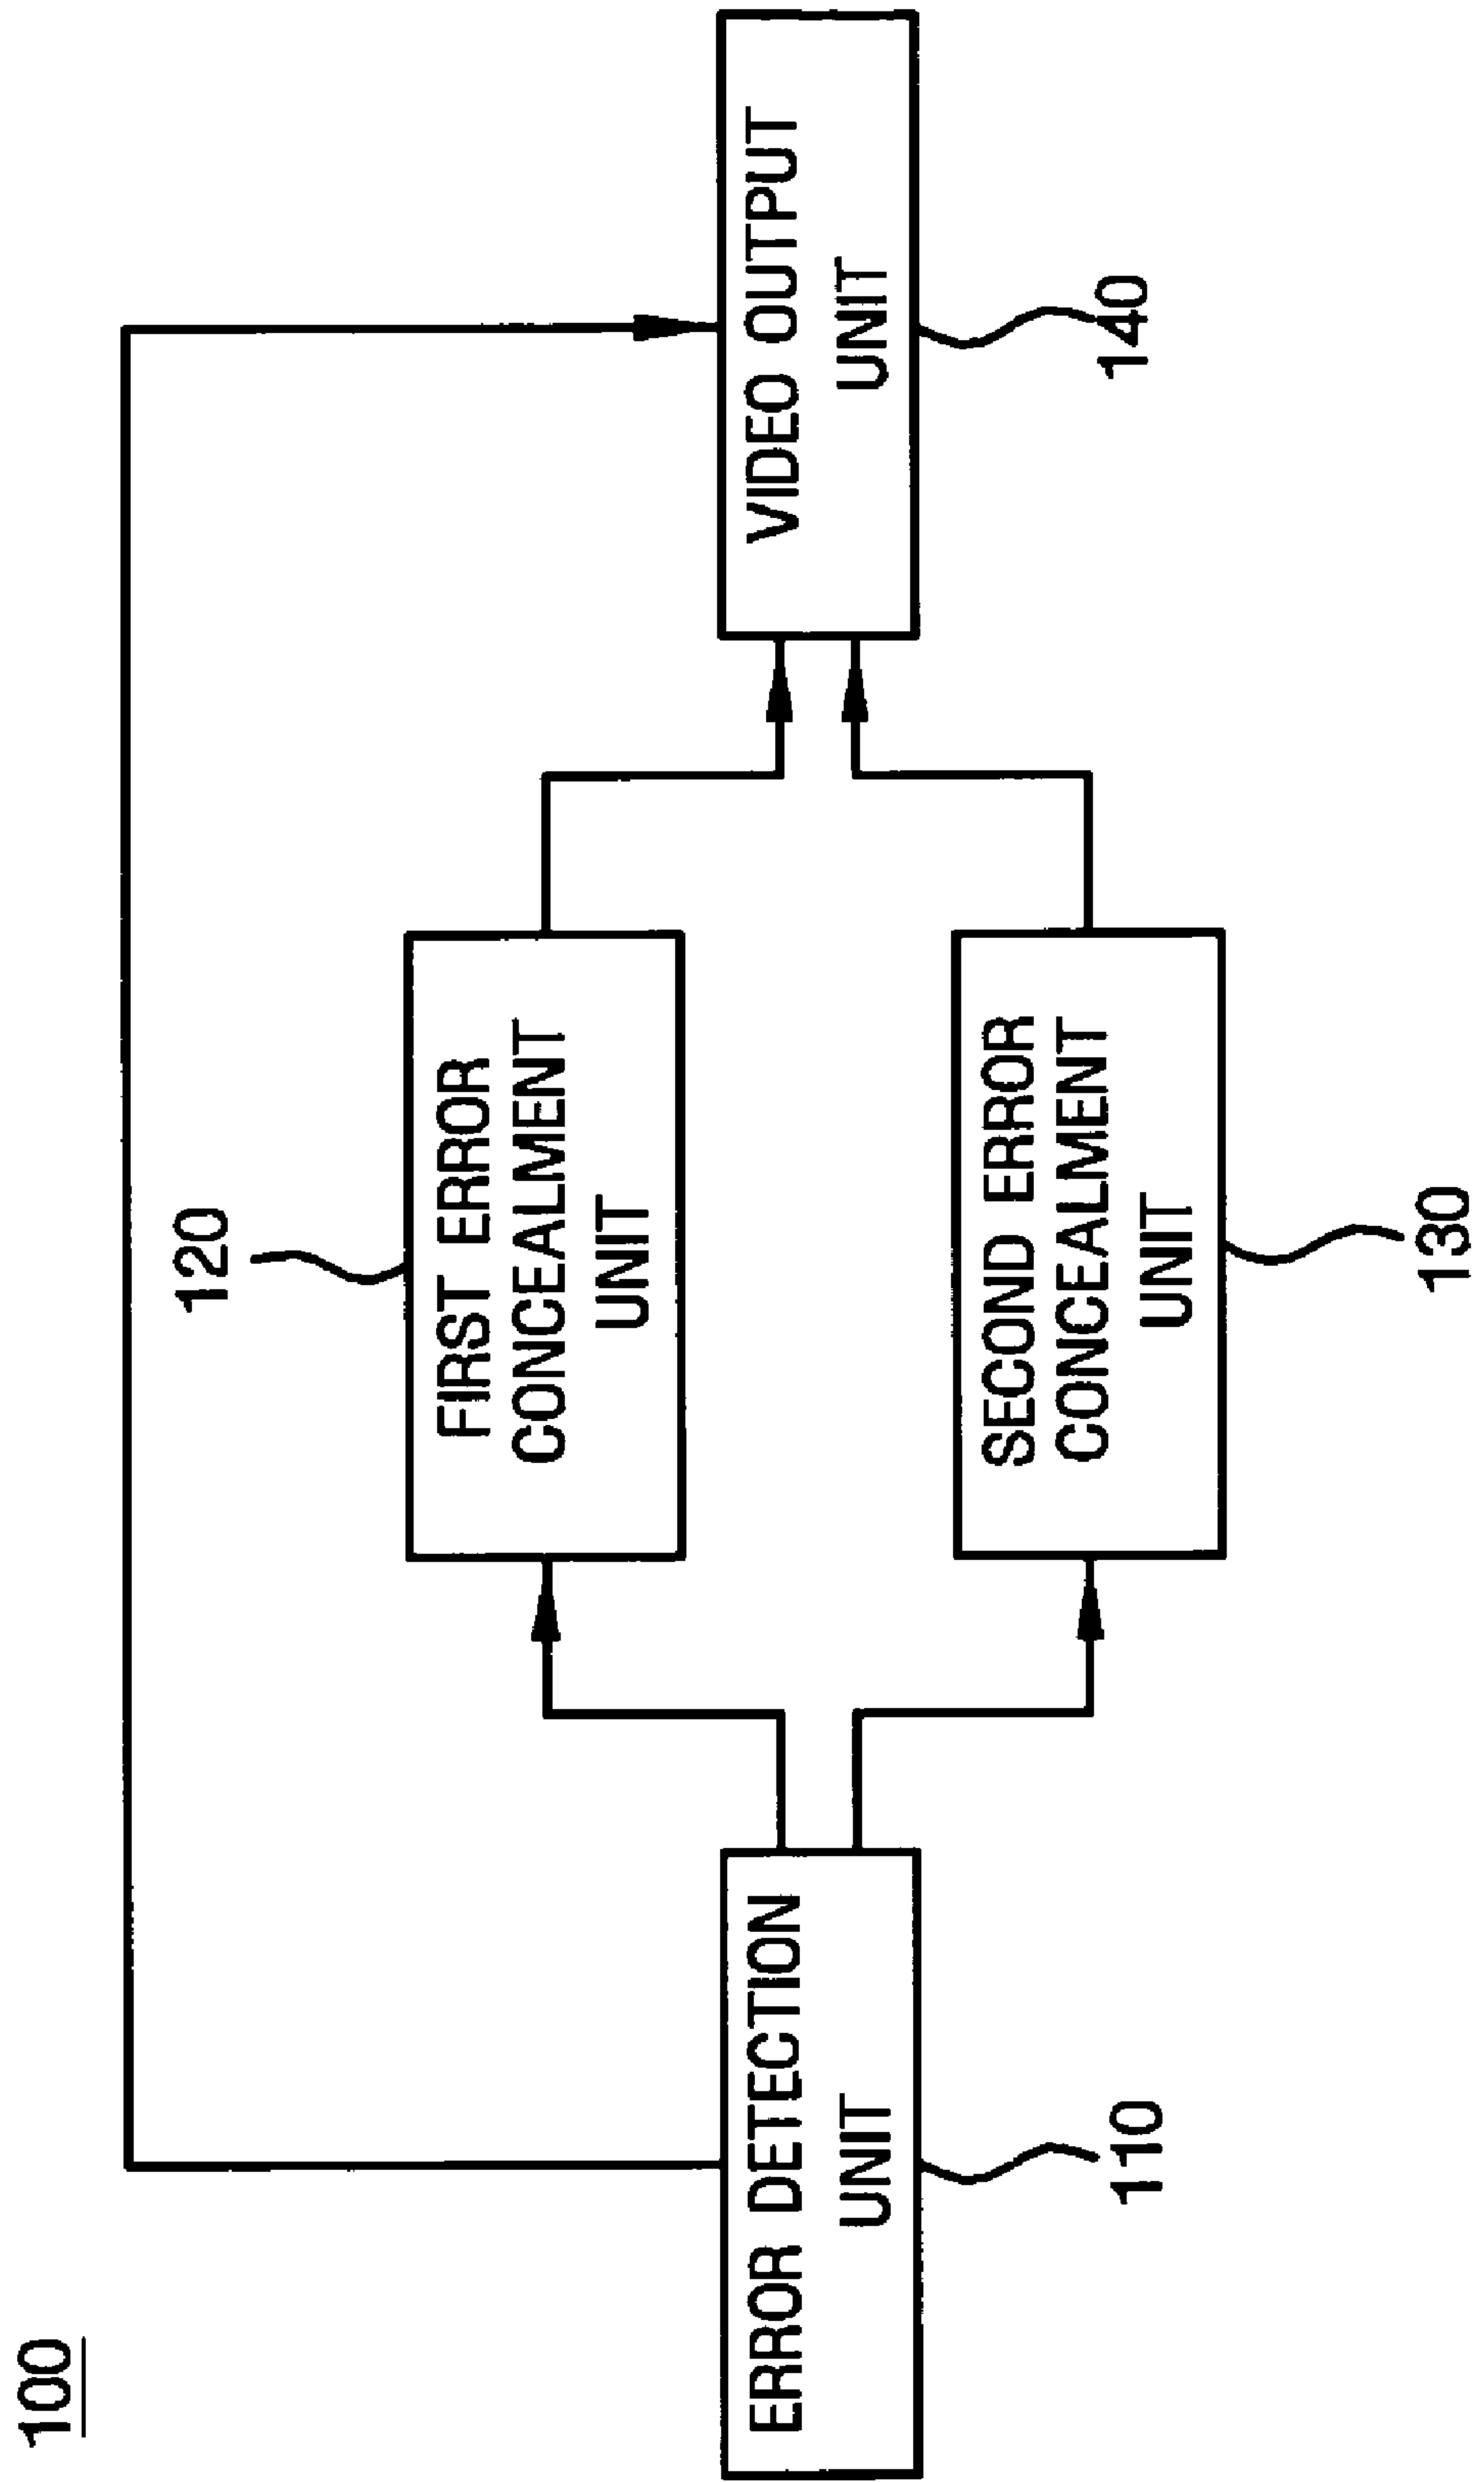 100
120
FIRST ERROR
CONCEALMENT
UNIT
ERROR DETECTION
UNIT
110
VIDEO OUTPUT
UNIT
140
SECOND ERROR
CONCEALMENT
UNIT
130